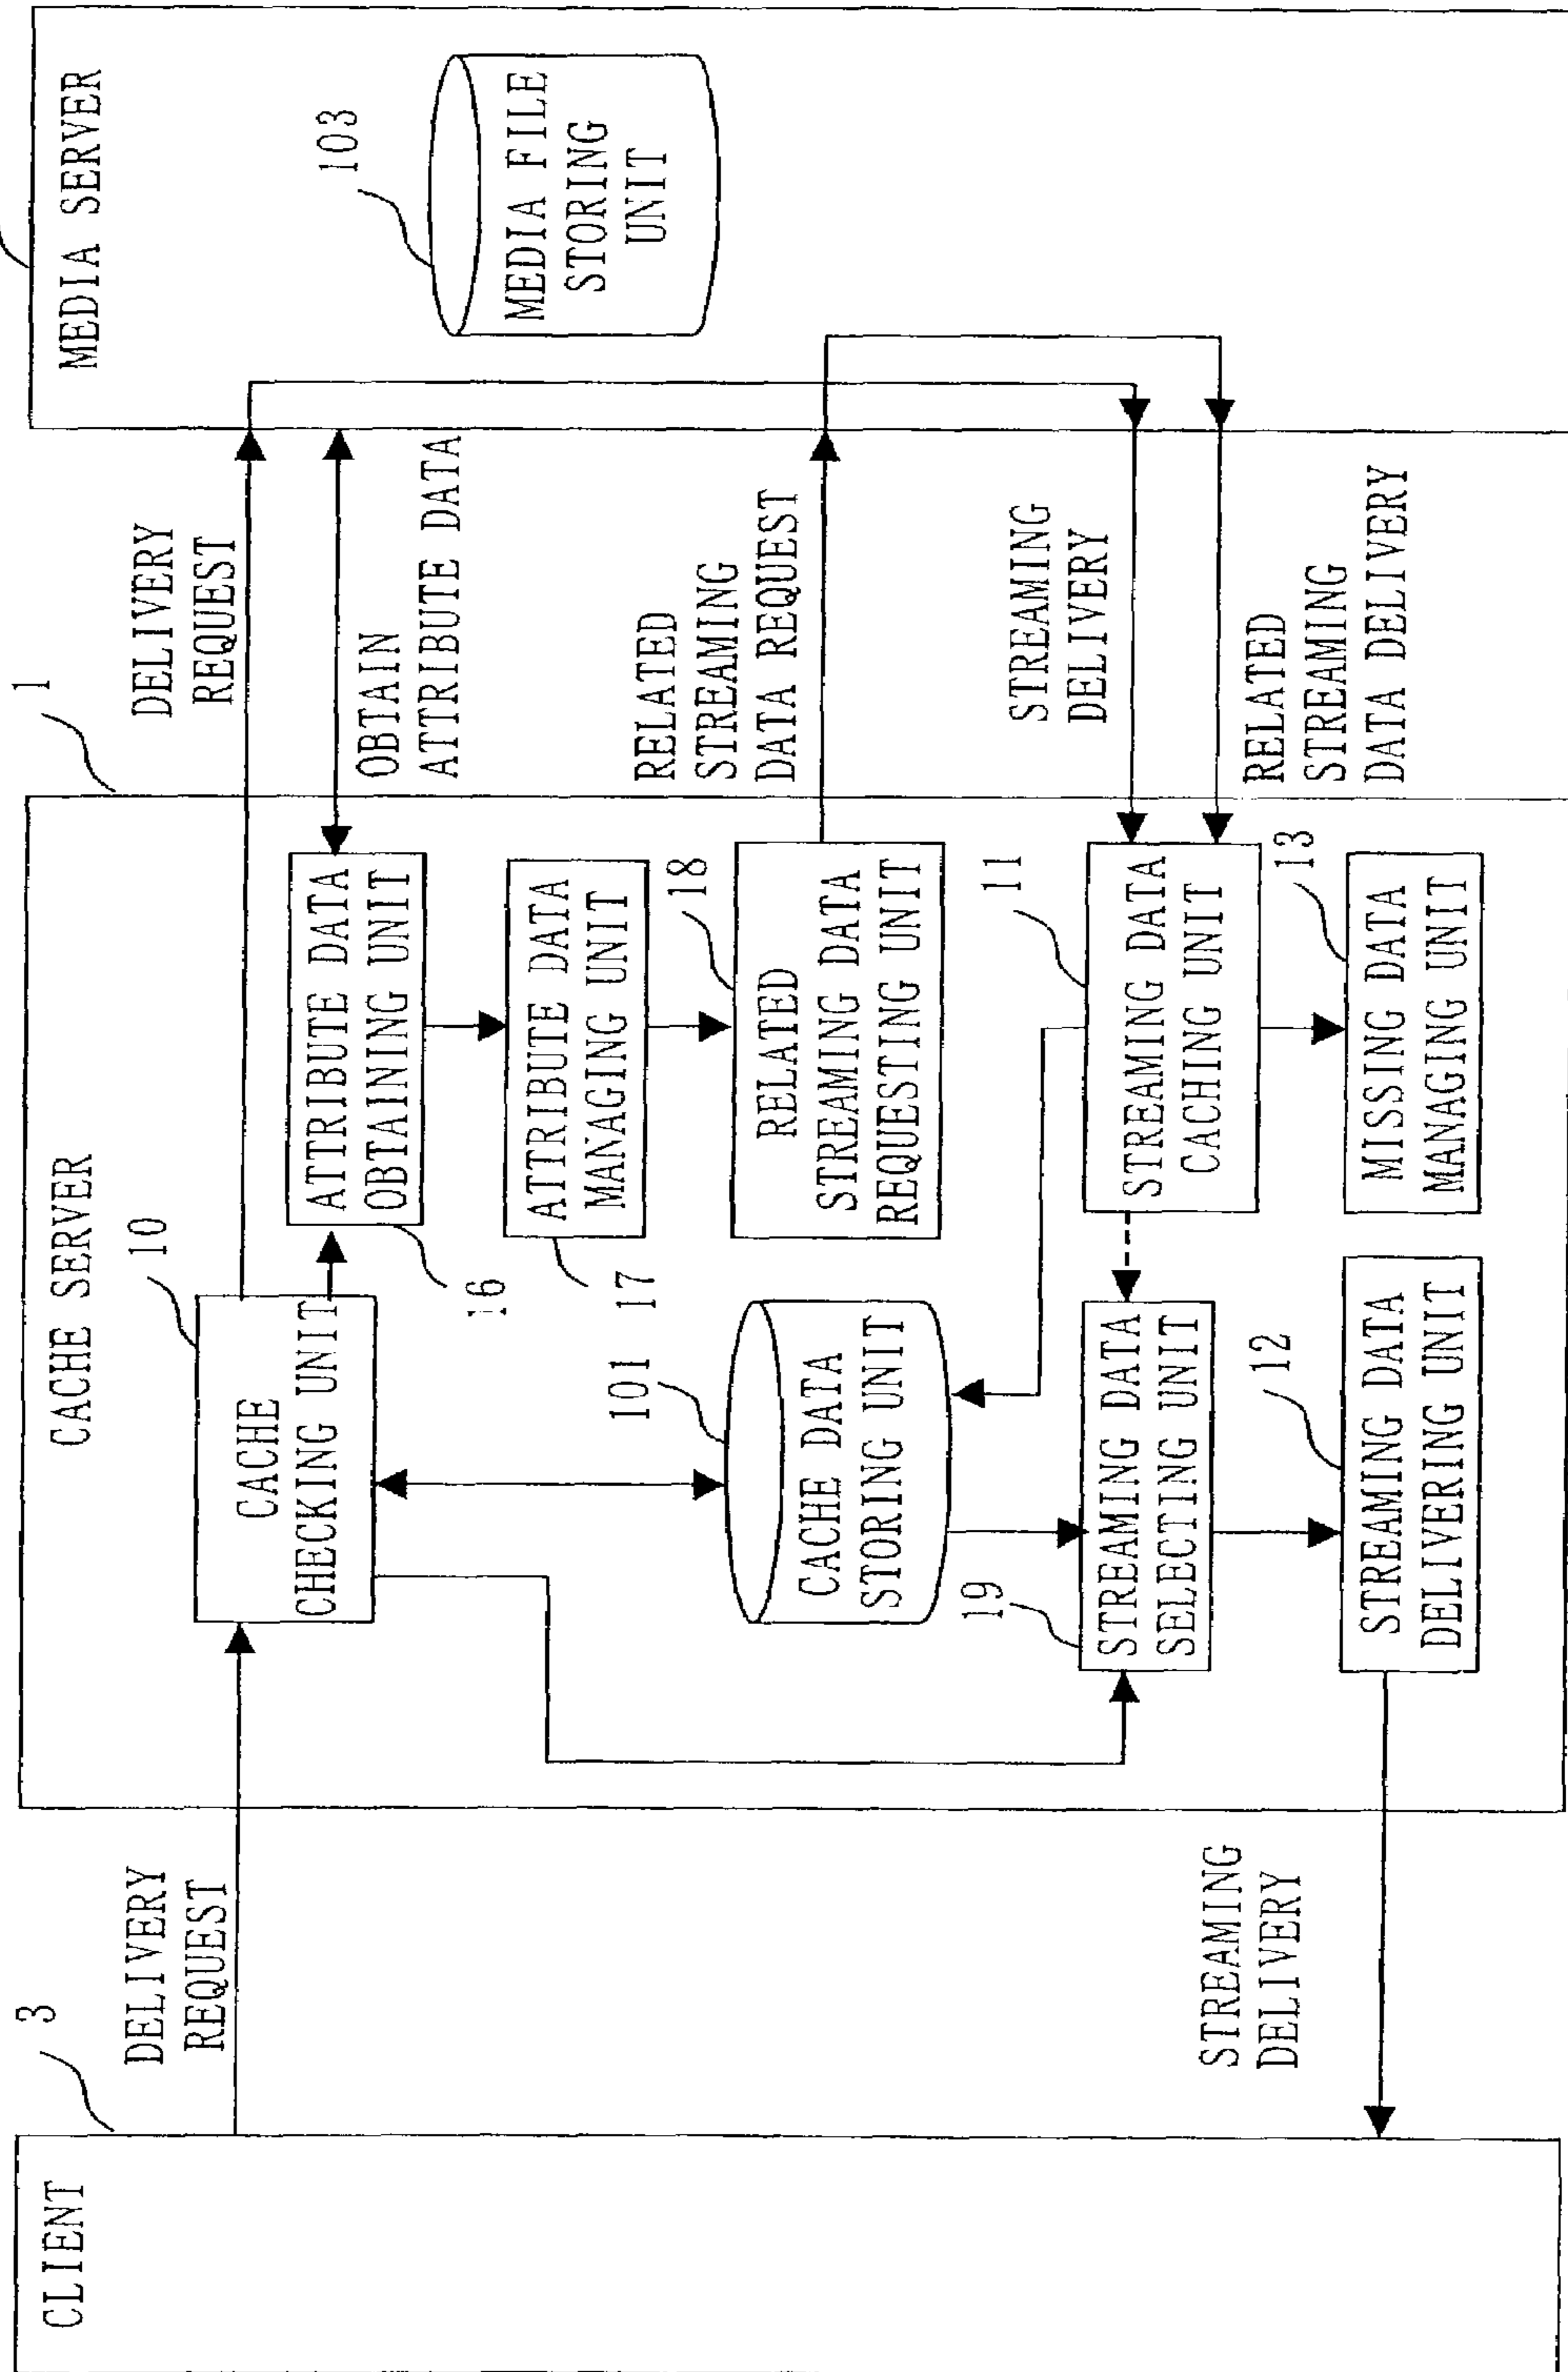 CLIENT
3
DELIVERY
REQUEST
STREAMING
DELIVERY
CACHE SERVER
1
10
CACHE
CHECKING UNIT
ATTRIBUTE DATA
OBTAINING UNIT
16
ATTRIBUTE DATA
MANAGING UNIT
17
18
RELATED
STREAMING DATA
REQUESTING UNIT
101
CACHE DATA
STORING UNIT
11
STREAMING DATA
CACHING UNIT
19
STREAMING DATA
SELECTING UNIT
13
MISSING DATA
MANAGING UNIT
12
STREAMING DATA
DELIVERING UNIT
DELIVERY
REQUEST
OBTAIN
ATTRIBUTE DATA
RELATED
STREAMING
DATA REQUEST
STREAMING
DELIVERY
RELATED
STREAMING
DATA DELIVERY
MEDIA SERVER
103
MEDIA FILE
STORING
UNIT